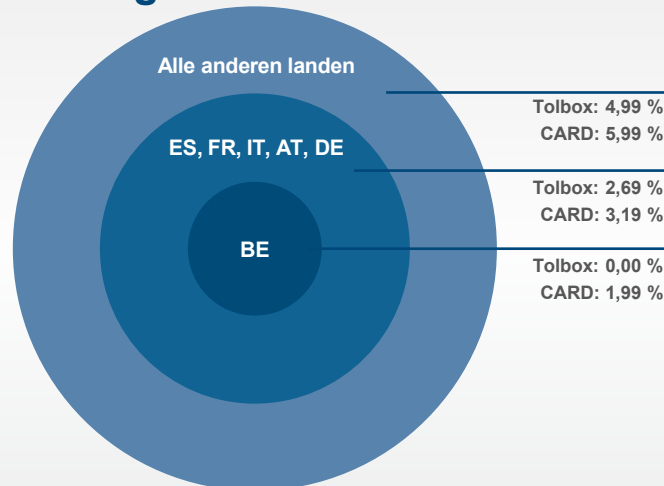 Alle anderen landen
Tolbox: 4,99 %
CARD: 5,99 %
ES, FR, IT, AT, DE
Tolbox: 2,69 %
CARD: 3,19 %
BE
Tolbox: 0,00 %
CARD: 1,99 %